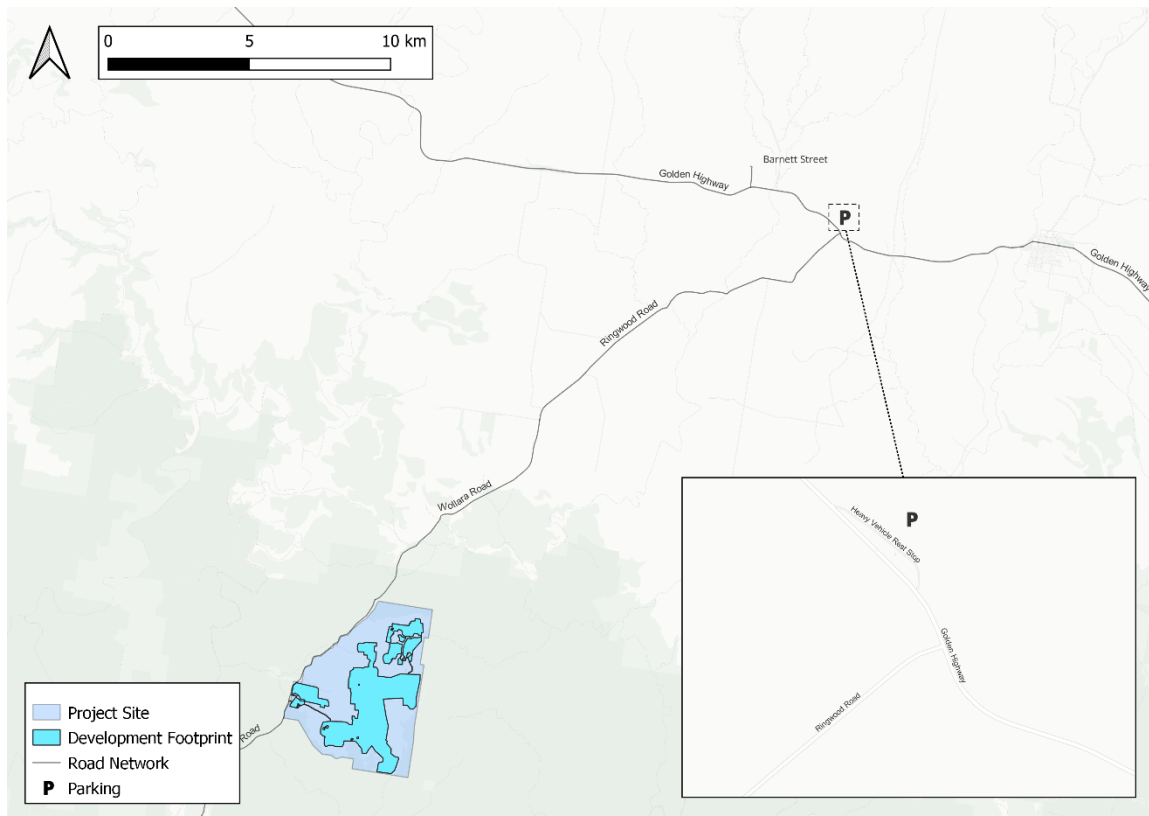 0 5 10 km
Barnett Street
Golden Highway
P
Golden Highway
Ringwood Road
Wollara Road
Road
P
Heavy Vehicle Rest Stop
Golden Highway
Ringwood Road
Project Site
Development Footprint
Road Network
P Parking